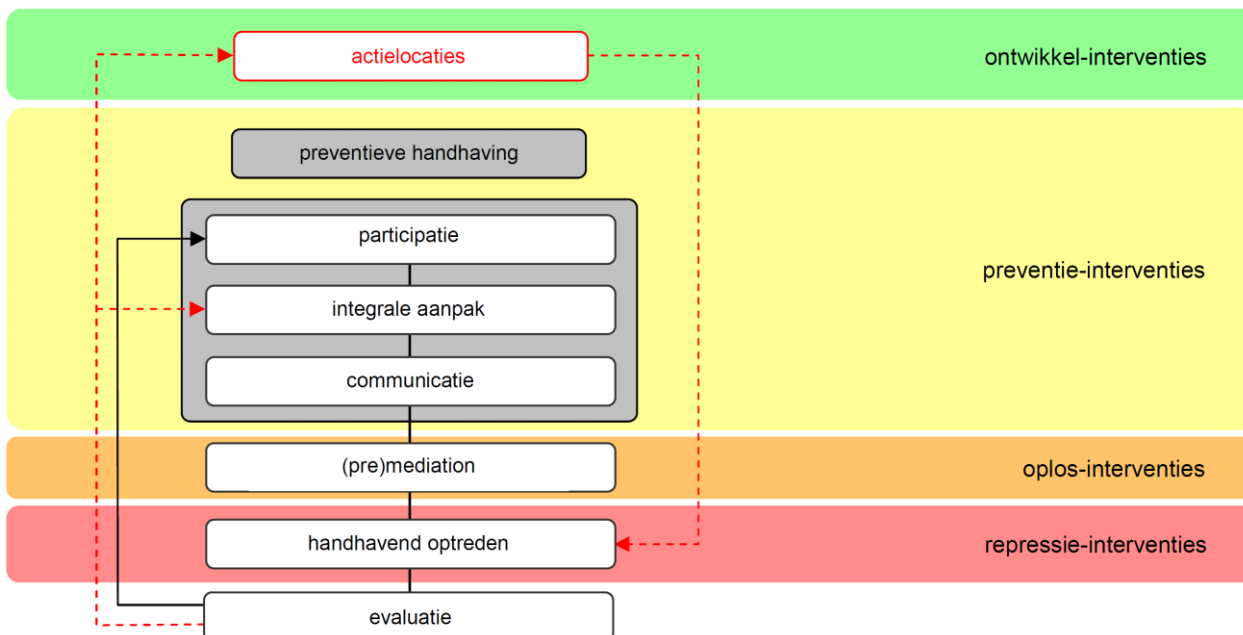 actielocaties
ontwikkel-interventies
preventieve handhaving
participatie
integrale aanpak
preventie-interventies
communicatie
(pre)mediation
oplos-interventies
handhavend optreden
repressie-interventies
evaluatie